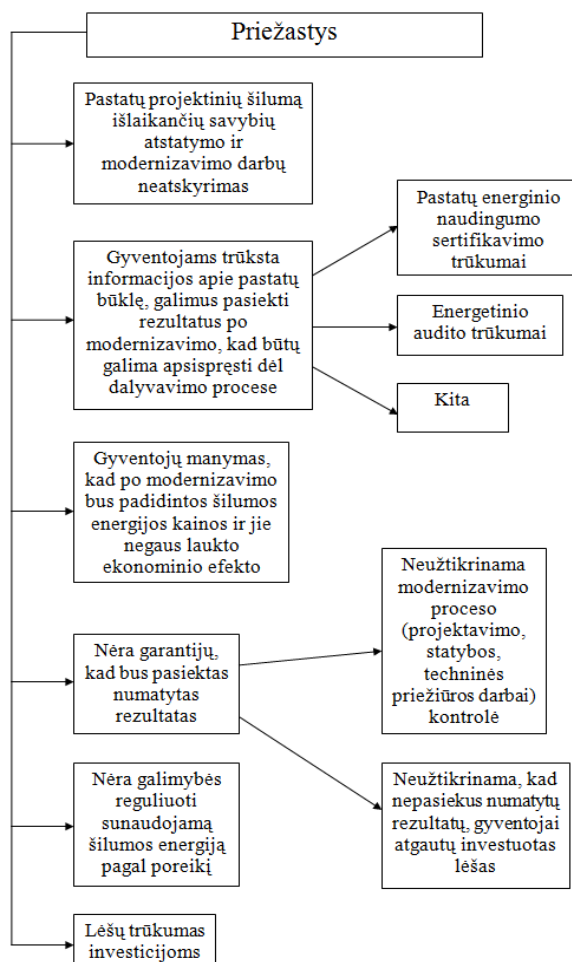 Priežastys
Pastatų projektinių šilumą
išlaikančių savybių
atstatymo ir
modernizavimo darbų
neatskyrimas
Gyventojams trūksta
informacijos apie pastatų
būklę, galimus pasiekti
rezultatus po
modernizavimo, kad būtų
galima apsispręsti dėl
dalyvavimo procese
Pastatų energinio
naudingumo
sertifikavimo
trūkumai
Energetinio
audito trūkumai
Kita
Gyventojų manymas,
kad po modernizavimo
bus padidintos šilumos
energijos kainos ir jie
negaus laukto
ekonominio efekto
Nėra garantijų,
kad bus pasiektas
numatytas
rezultatas
Neužtikrinama
modernizavimo
proceso
(projektavimo,
statybos,
techninės
priežiūros darbai)
kontrolė
Neužtikrinama, kad
nepasiekus numatytų
rezultatų, gyventojai
atgautų investuotas
lėšas
Nėra galimybės
reguliuoti
sunaudojamą
šilumos energiją
pagal poreikį
Lėšų trūkumas
investicijoms